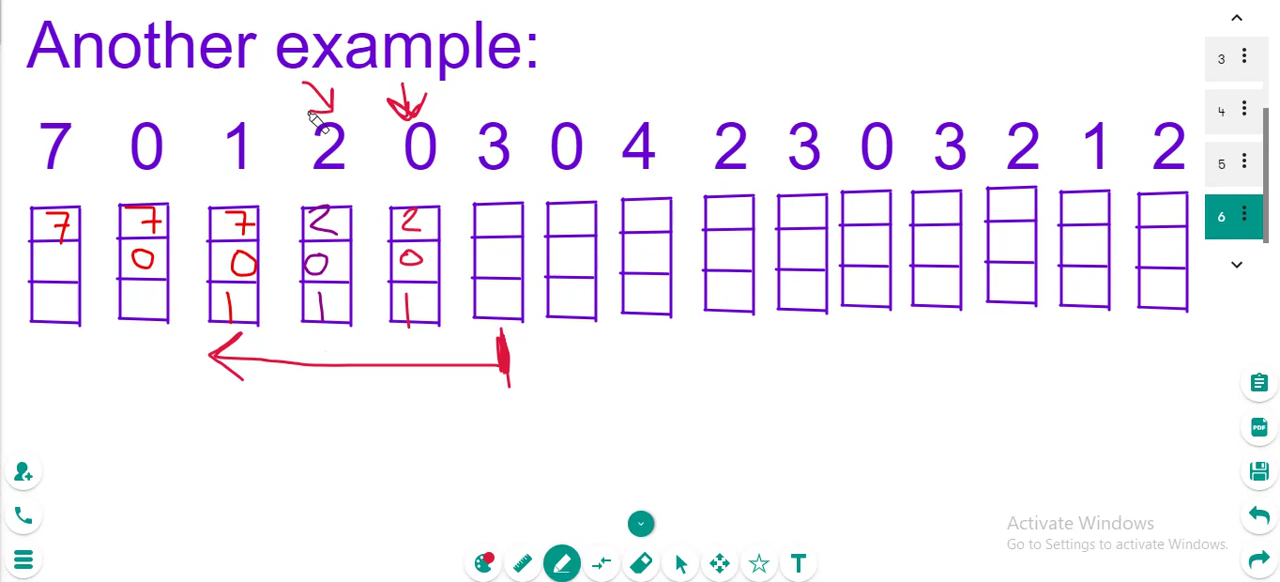 Another example:
7 0 1 2 0 3 0 4 2 3 0 3 2 1 2
7 7 7 2 2
0 0 0 0
1 1 1
3
4
5
6
PDF
T
Activate Windows
Go to Settings to activate Windows.